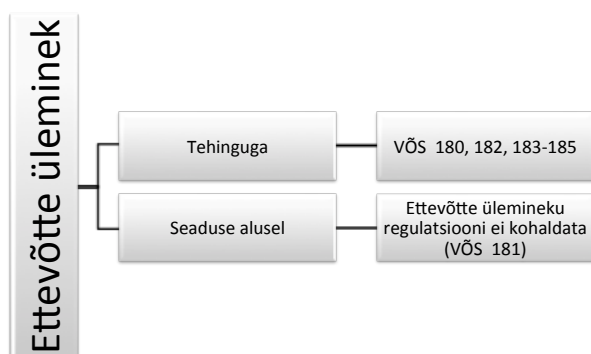 Ettevõtte üleminek
Tehinguga
VÕS 180, 182, 183-185
Seaduse alusel
Ettevõtte ülemineku
regulatsiooni ei kohaldata
(VÕS 181)